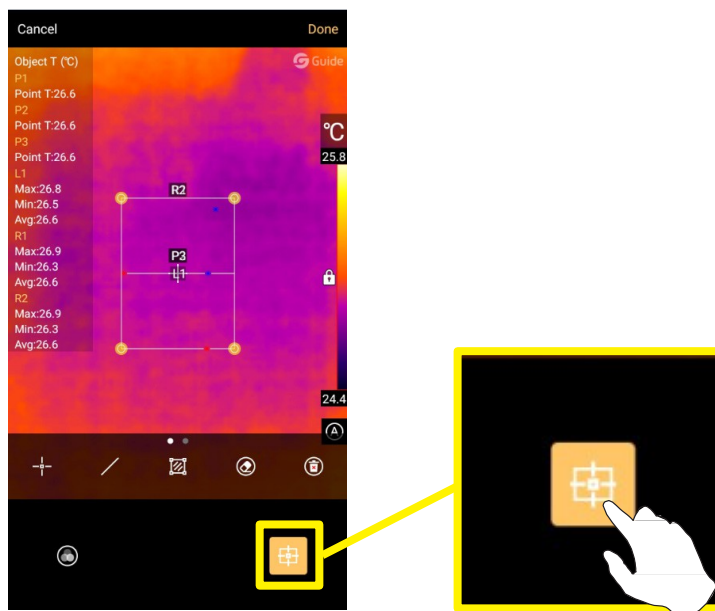 Cancel
Done
Object T (℃)
P1
Point T:26.6
P2
Point T:26.6
P3
Point T:26.6
L1
Max:26.8
Min:26.5
Avg:26.6
R1
Max:26.9
Min:26.3
Avg:26.6
R2
Max:26.9
Min:26.3
Avg:26.6
Guide
℃
25.8
R2
P3
L1
24.4
A